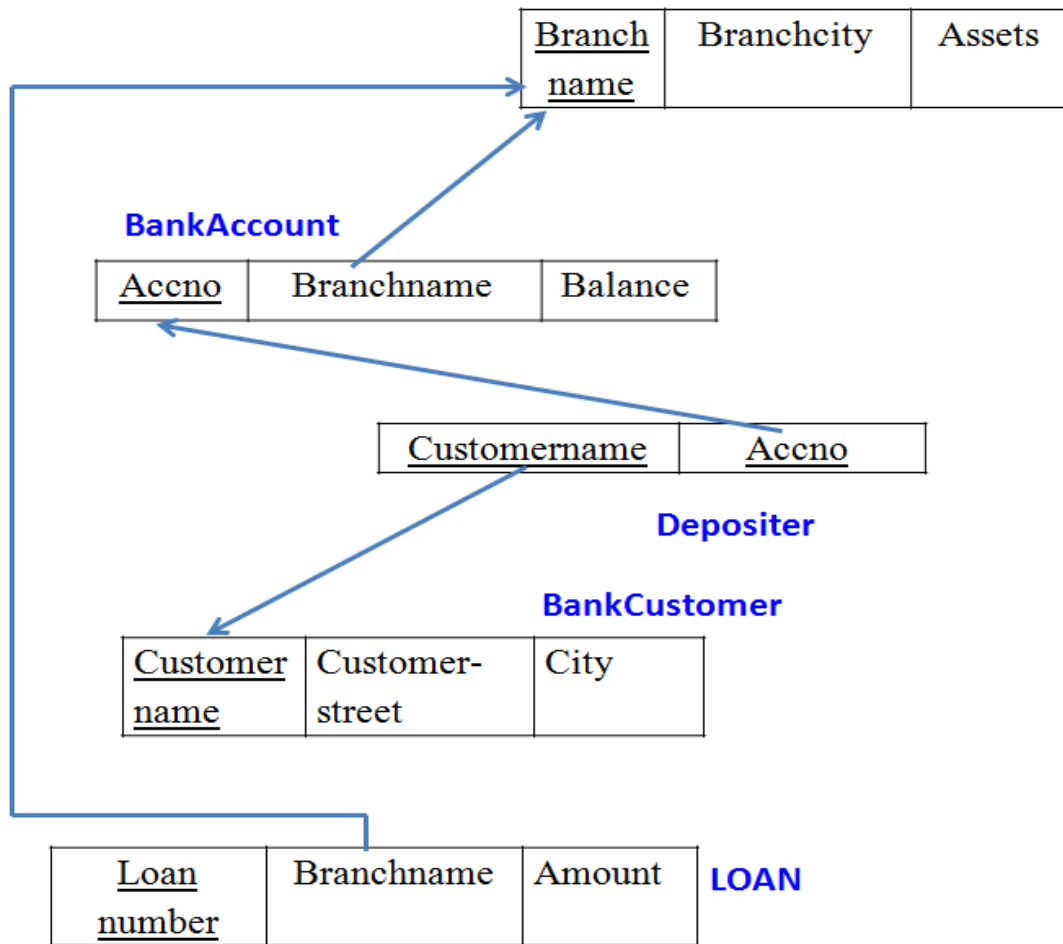 Branch Branchcity Assets
name
BankAccount
Accno Branchname Balance
Customername Accno
Depositer
BankCustomer
Customer Customer- City
name street
Loan Branchname Amount LOAN
number